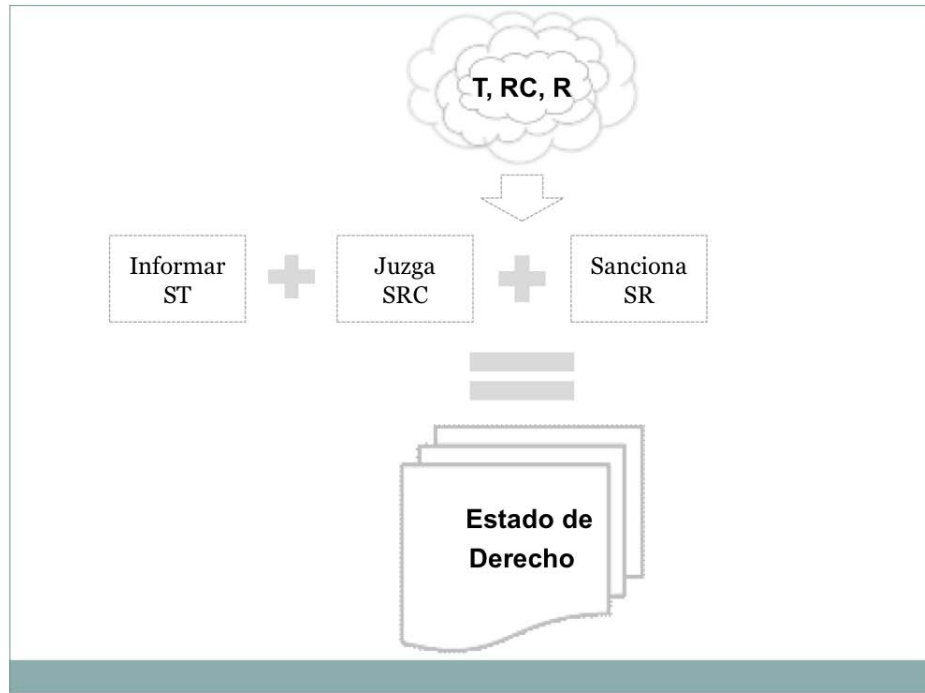 T, RC, R
Informar
ST
Juzga
SRC
Sanciona
SR
Estado de
Derecho